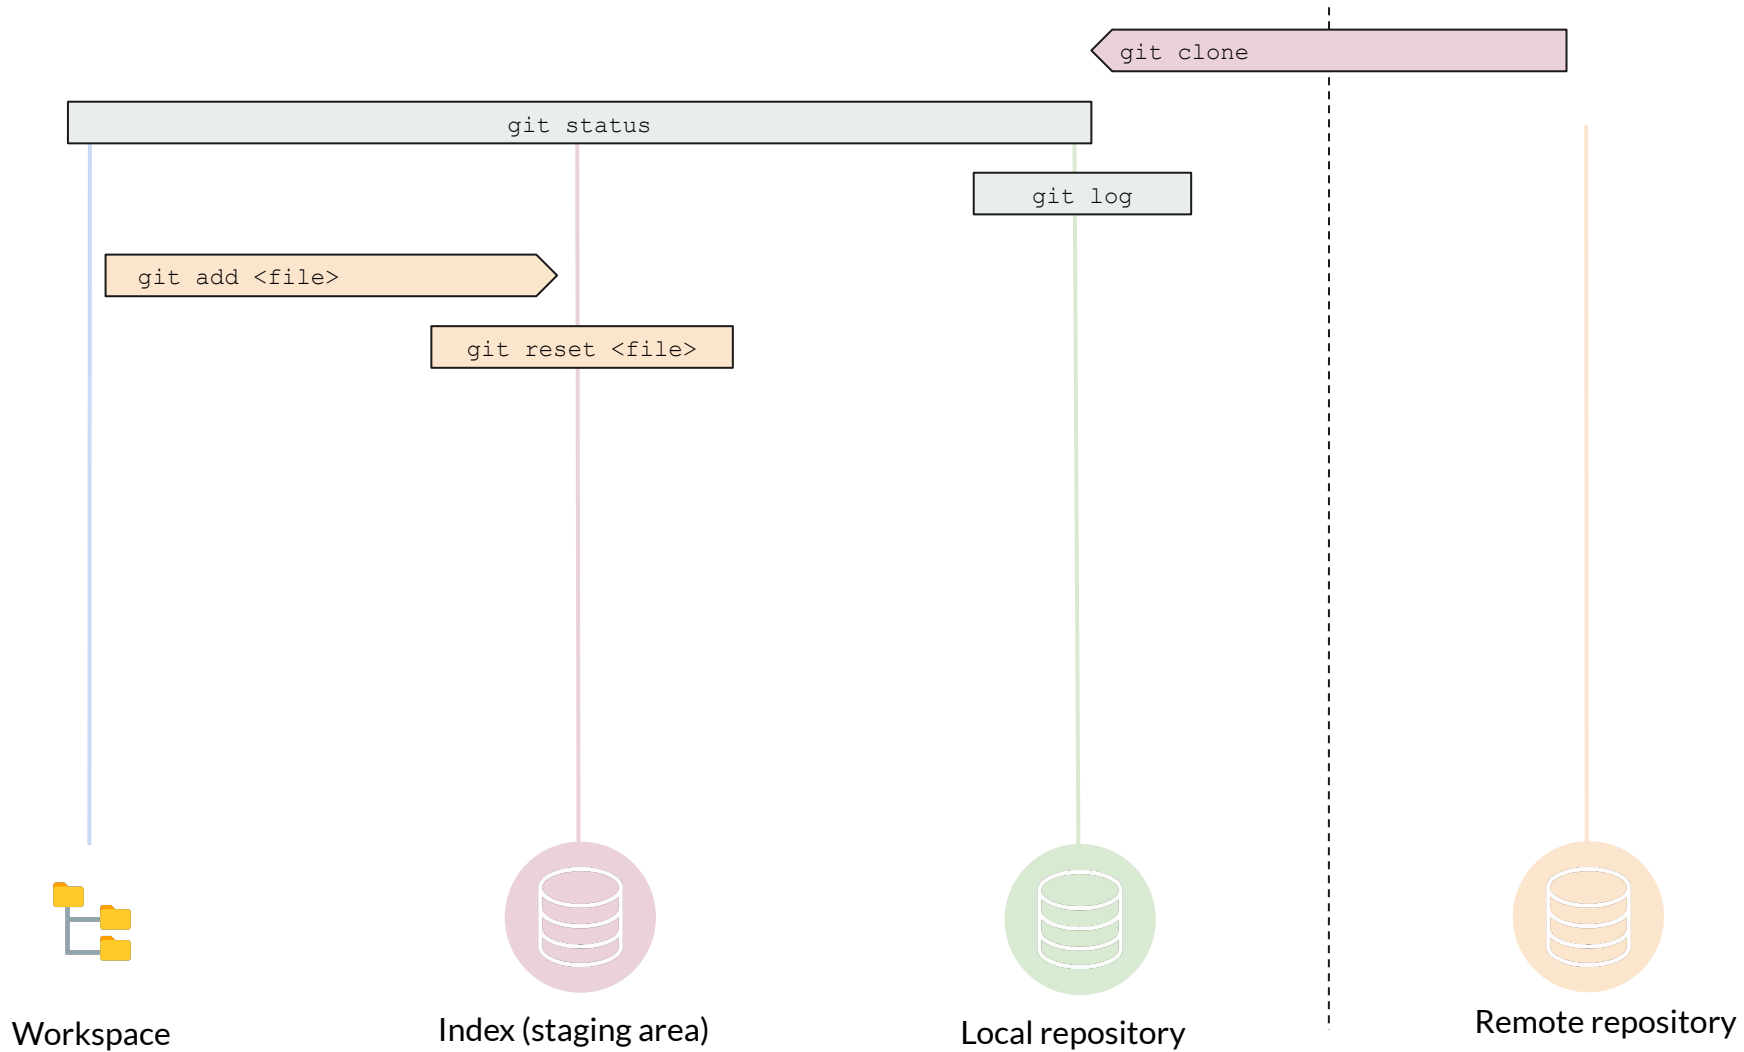 git clone
git status
git log
git add <file>
git reset <file>
Workspace
Index (staging area)
Local repository
Remote repository